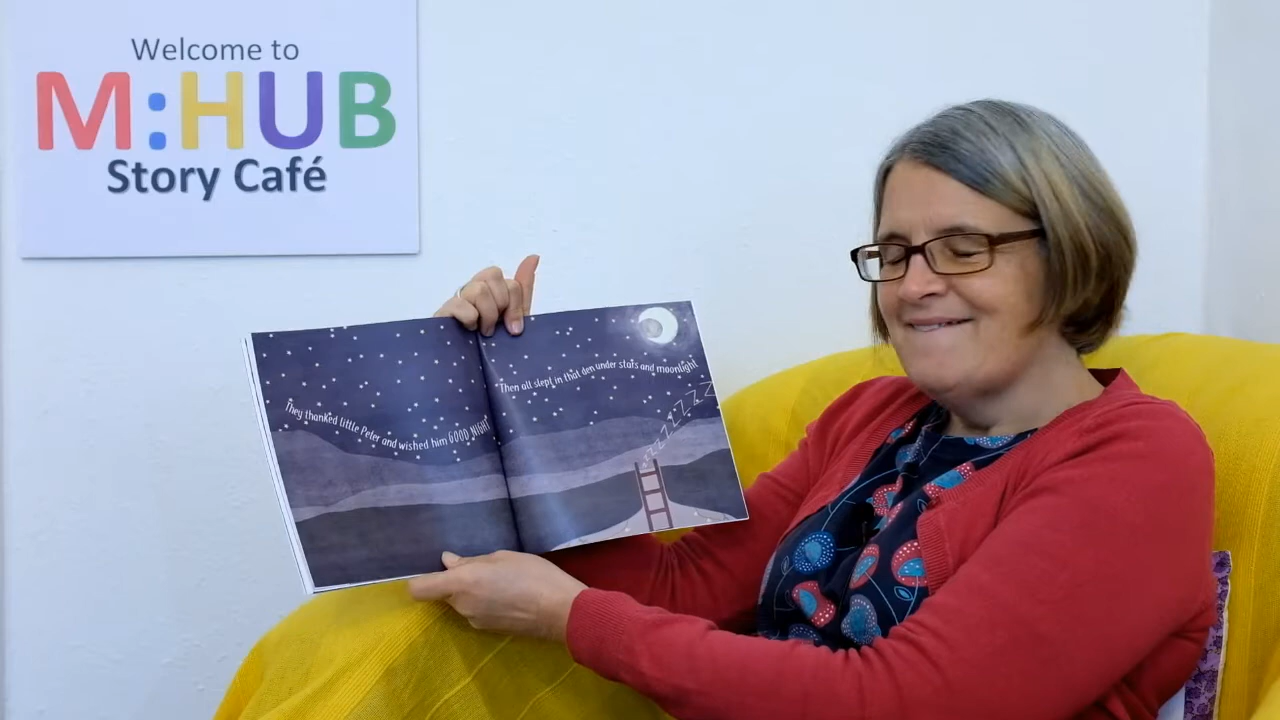 Welcome to
M:HUB
Story Café
They thanked little Peter and wished him GOOD NIGHT
Then all slept in that den under stars and moonlight
ZZZZZZZZ